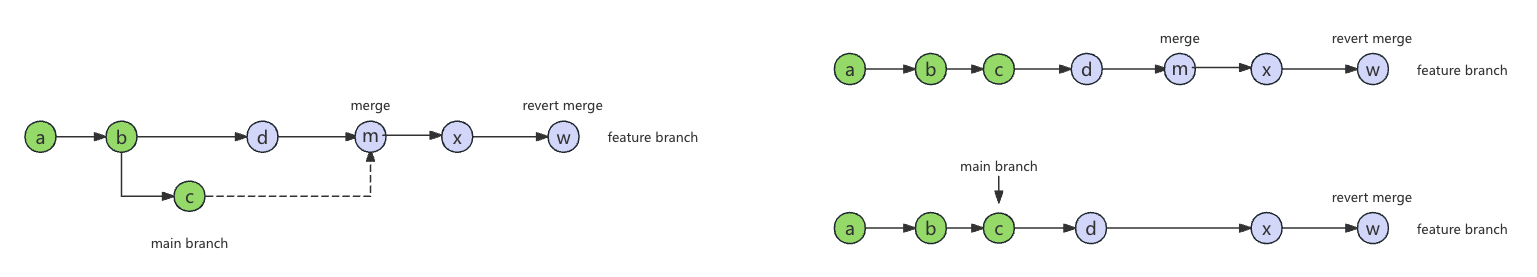 merge
revert merge
a
b
d
m
x
w
feature branch
c
main branch
merge
revert merge
a
b
c
d
m
x
w
feature branch
main branch
revert merge
a
b
c
d
x
w
feature branch